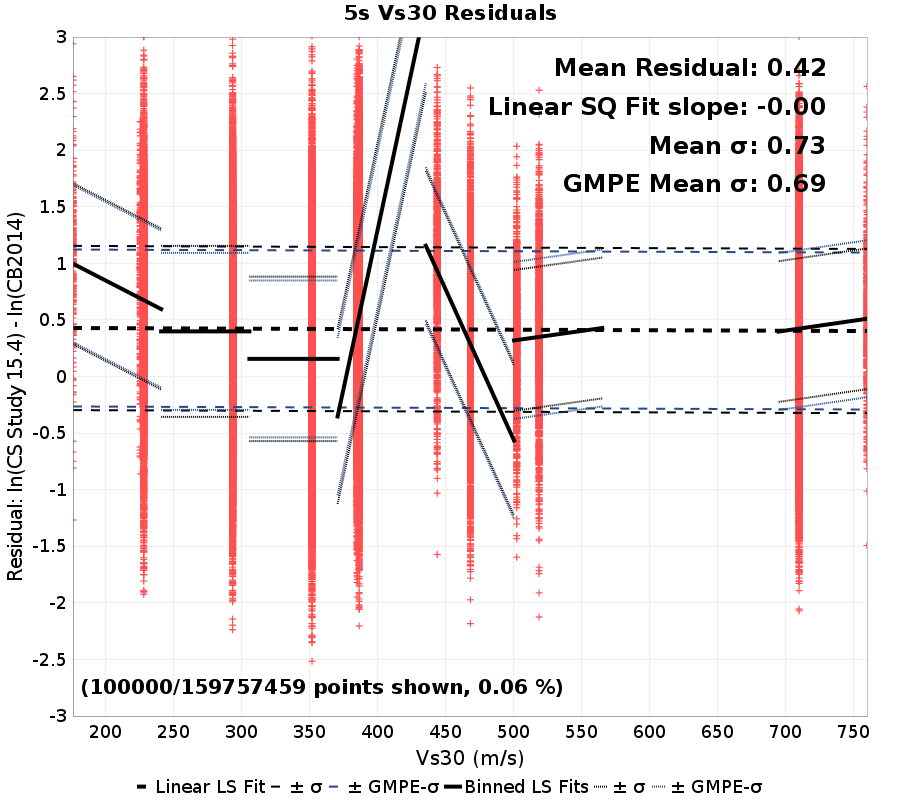 5s Vs30 Residuals
Mean Residual: 0.42
Linear SQ Fit slope: -0.00
Mean σ: 0.73
GMPE Mean σ: 0.69
Residual: ln(CS Study 15.4) - ln(CB2014)
3
2.5
2
1.5
1
0.5
0
-0.5
-1
-1.5
-2
-2.5
-3
(100000/159757459 points shown, 0.06 %)
200 250 300 350 400 450 500 550 600 650 700 750
Vs30 (m/s)
Linear LS Fit ± σ ± GMPE-σ Binned LS Fits ± σ ± GMPE-σ